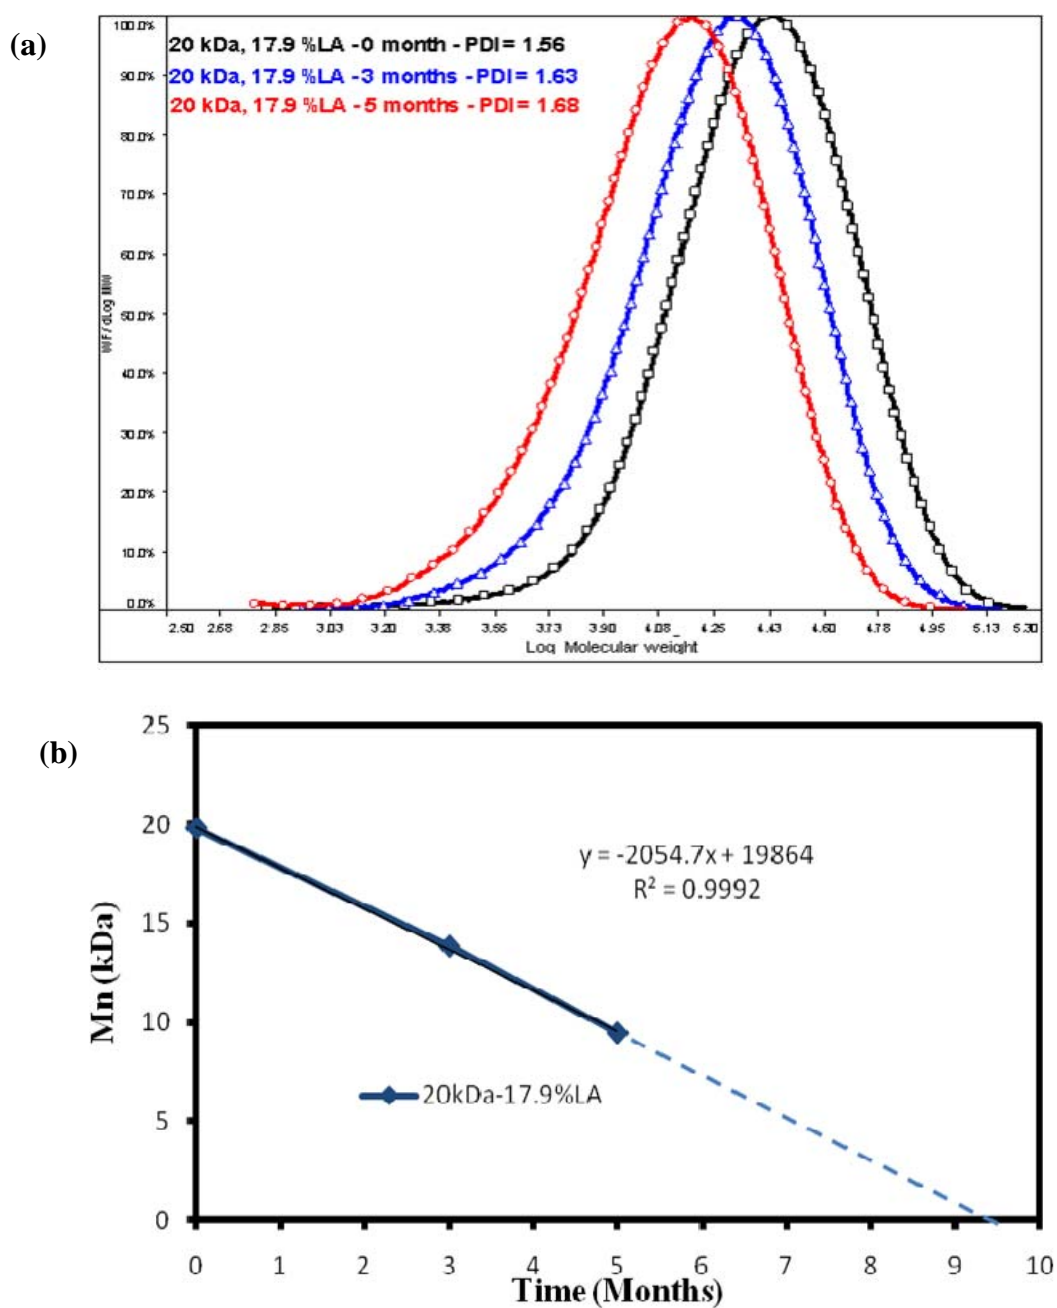 (a)
20 kDa, 17.9 %LA -0 month - PDI= 1.56
20 kDa, 17.9 %LA -3 months -PDI= 1.63
20 kDa, 17.9 %LA -5 months -PDI= 1.68
100.0%
90.0%
80.0%
70.0%
60.0%
50.0%
40.0%
30.0%
20.0%
10.0%
0.0%
WF / dLog MW
2.50 2.68 2.85 3.03 3.20 3.38 3.55 3.73 3.90 4.08 4.25 4.43 4.60 4.78 4.95 5.13 5.30
Log Molecular weight
(b)
25
20
15
10
5
0
Mn (kDa)
y = -2054.7x + 19864
R² = 0.9992
20kDa-17.9%LA
0 1 2 3 4 5 6 7 8 9 10
Time (Months)